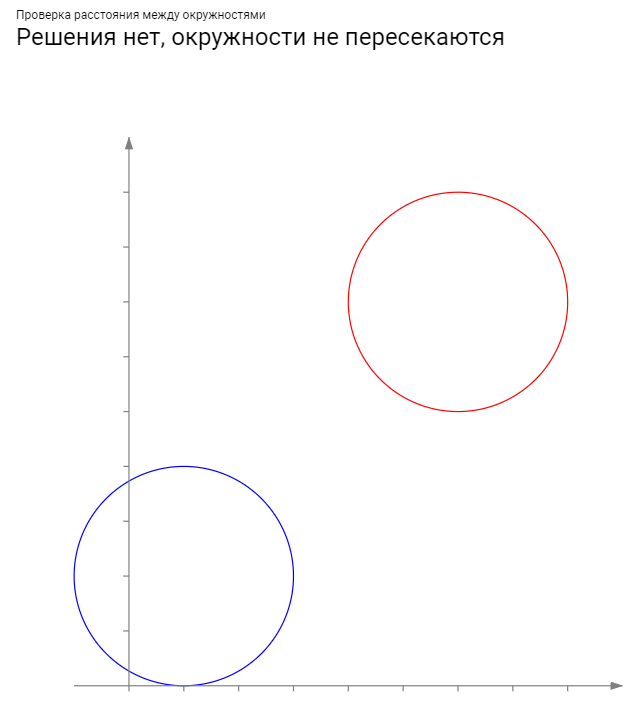 Проверка расстояния между окружностями
Решения нет, окружности не пересекаются